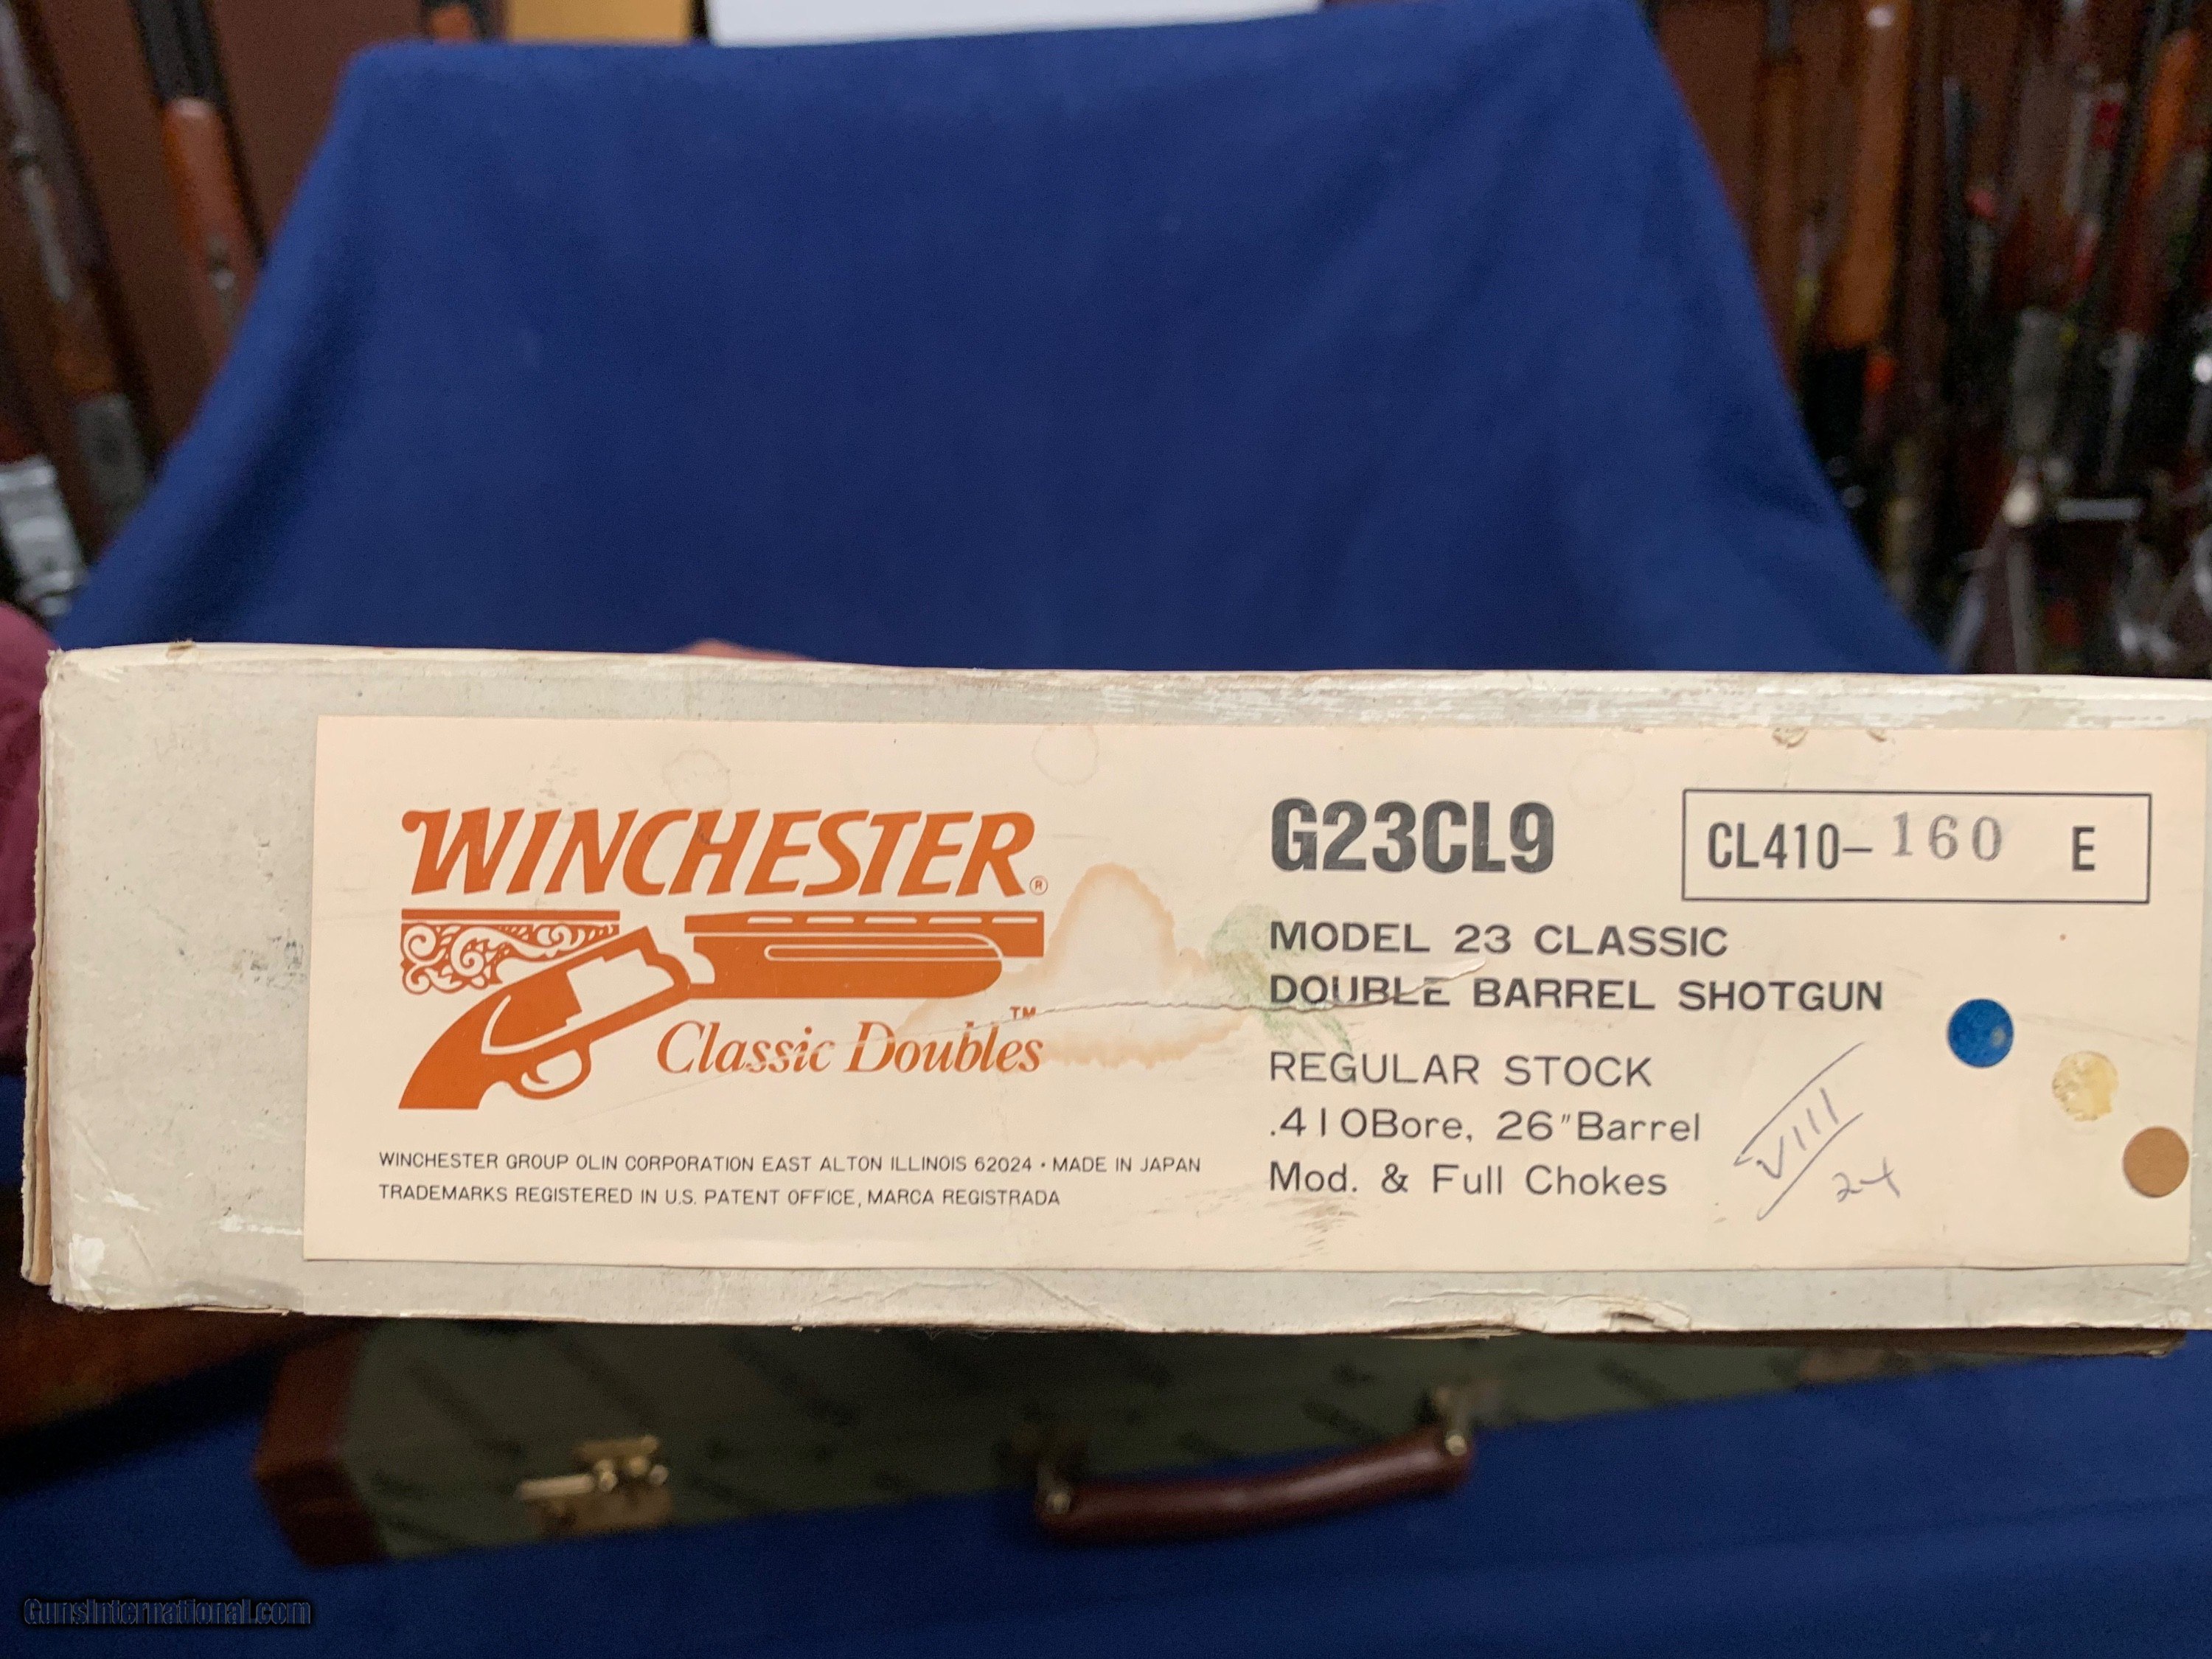 WINCHESTER®
Classic Doubles™
WINCHESTER GROUP OLIN CORPORATION EAST ALTON ILLINOIS 62024 • MADE IN JAPAN
TRADEMARKS REGISTERED IN U.S. PATENT OFFICE, MARCA REGISTRADA
G23CL9
CL410-160 E
MODEL 23 CLASSIC
DOUBLE BARREL SHOTGUN
REGULAR STOCK
.410Bore, 26"Barrel
Mod. & Full Chokes
VIII
24
GunsInternational.com